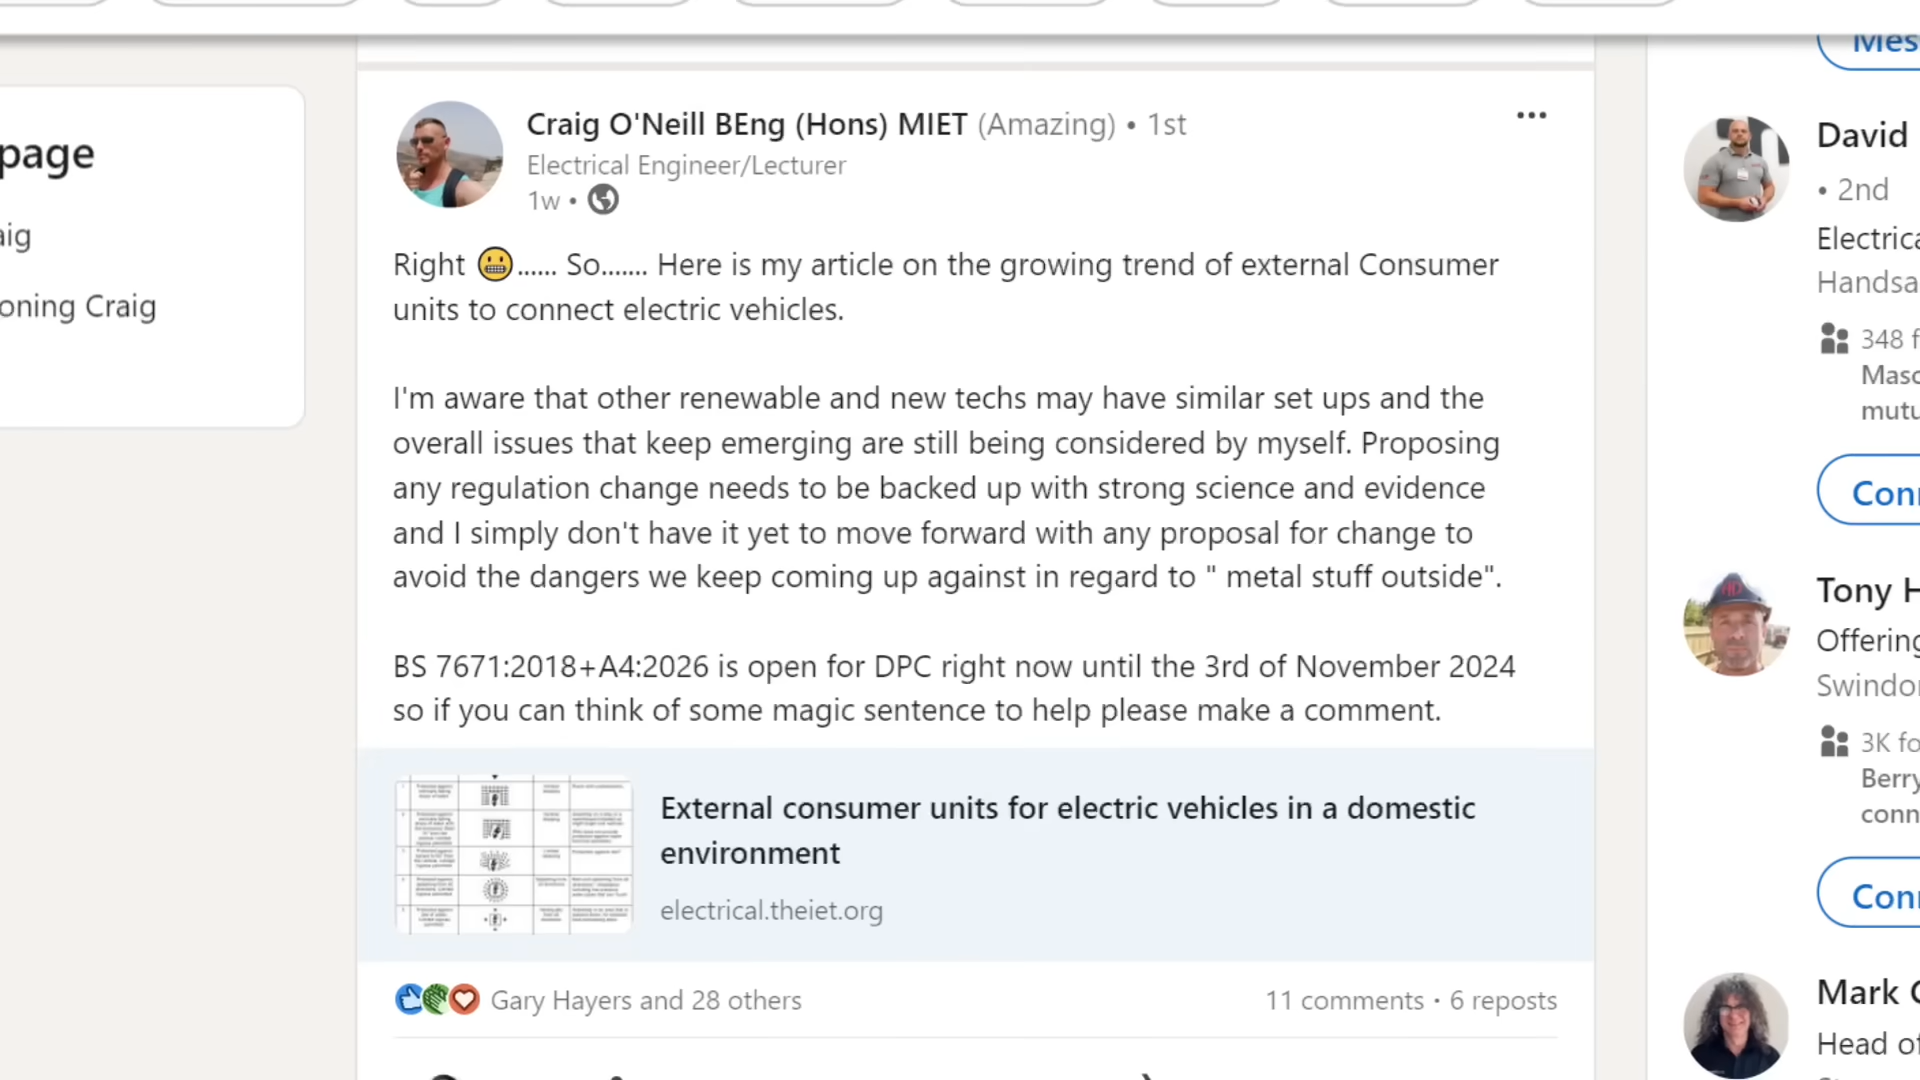 page
aig
oning Craig
Craig O'Neill BEng (Hons) MIET (Amazing) • 1st
Electrical Engineer/Lecturer
1w •
Right 😬...... So....... Here is my article on the growing trend of external Consumer
units to connect electric vehicles.
I'm aware that other renewable and new techs may have similar set ups and the
overall issues that keep emerging are still being considered by myself. Proposing
any regulation change needs to be backed up with strong science and evidence
and I simply don't have it yet to move forward with any proposal for change to
avoid the dangers we keep coming up against in regard to " metal stuff outside".
BS 7671:2018+A4:2026 is open for DPC right now until the 3rd of November 2024
so if you can think of some magic sentence to help please make a comment.
External consumer units for electric vehicles in a domestic
environment
electrical.theiet.org
Gary Hayers and 28 others
11 comments • 6 reposts
Mes
David
• 2nd
Electrica
Handsa
348 f
Masc
mutu
Conn
Tony H
Offering
Swindon
3K fo
Berry
conn
Conn
Mark
Head of